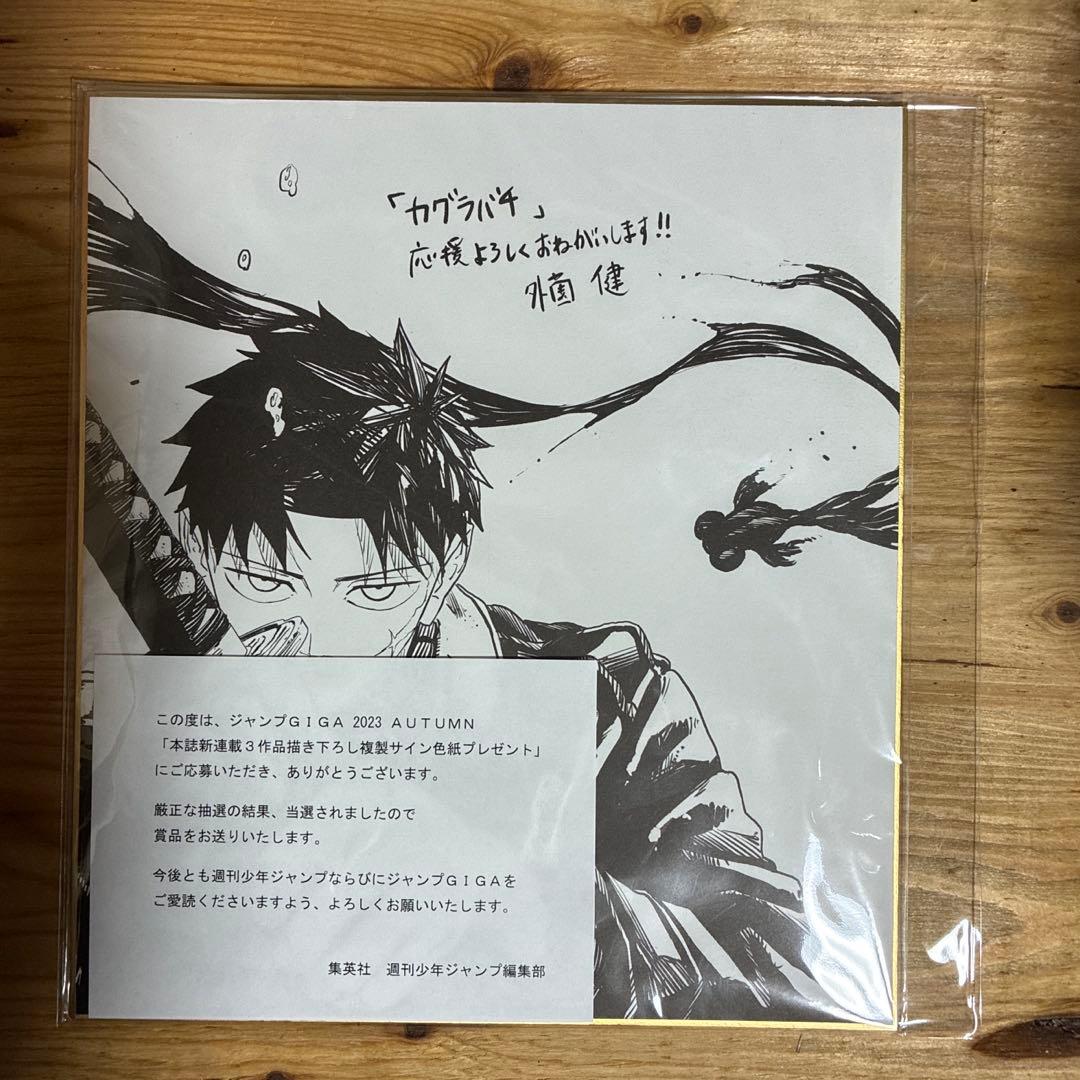 「カグラバチ」
応援よろしくおねがいします!!
外薗 健
この度は、ジャンプGIGA 2023 AUTUMN
「本誌新連載3作品描き下ろし複製サイン色紙プレゼント」
にご応募いただき、ありがとうございます。
厳正な抽選の結果、当選されましたので
賞品をお送りいたします。
今後とも週刊少年ジャンプならびにジャンプGIGAを
ご愛読くださいますよう、よろしくお願いいたします。
集英社 週刊少年ジャンプ編集部